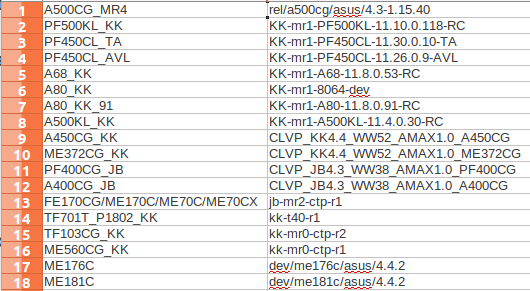 1 A500CG_MR4 rel/a500cg/asus/4.3-1.15.40
2 PF500KL_KK KK-mr1-PF500KL-11.10.0.118-RC
3 PF450CL_TA KK-mr1-PF450CL-11.30.0.10-TA
4 PF450CL_AVL KK-mr1-PF450CL-11.26.0.9-AVL
5 A68_KK KK-mr1-A68-11.8.0.53-RC
6 A80_KK KK-mr1-8064-dev
7 A80_KK_91 KK-mr1-A80-11.8.0.91-RC
8 A500KL_KK KK-mr1-A500KL-11.4.0.30-RC
9 A450CG_KK CLVP_KK4.4_WW52_AMAX1.0_A450CG
10 ME372CG_KK CLVP_KK4.4_WW52_AMAX1.0_ME372CG
11 PF400CG_JB CLVP_JB4.3_WW38_AMAX1.0_PF400CG
12 A400CG_JB CLVP_JB4.3_WW38_AMAX1.0_A400CG
13 FE170CG/ME170C/ME70C/ME70CX jb-mr2-ctp-r1
14 TF701T_P1802_KK kk-t40-r1
15 TF103CG_KK kk-mr0-ctp-r2
16 ME560CG_KK kk-mr0-ctp-r1
17 ME176C dev/me176c/asus/4.4.2
18 ME181C dev/me181c/asus/4.4.2